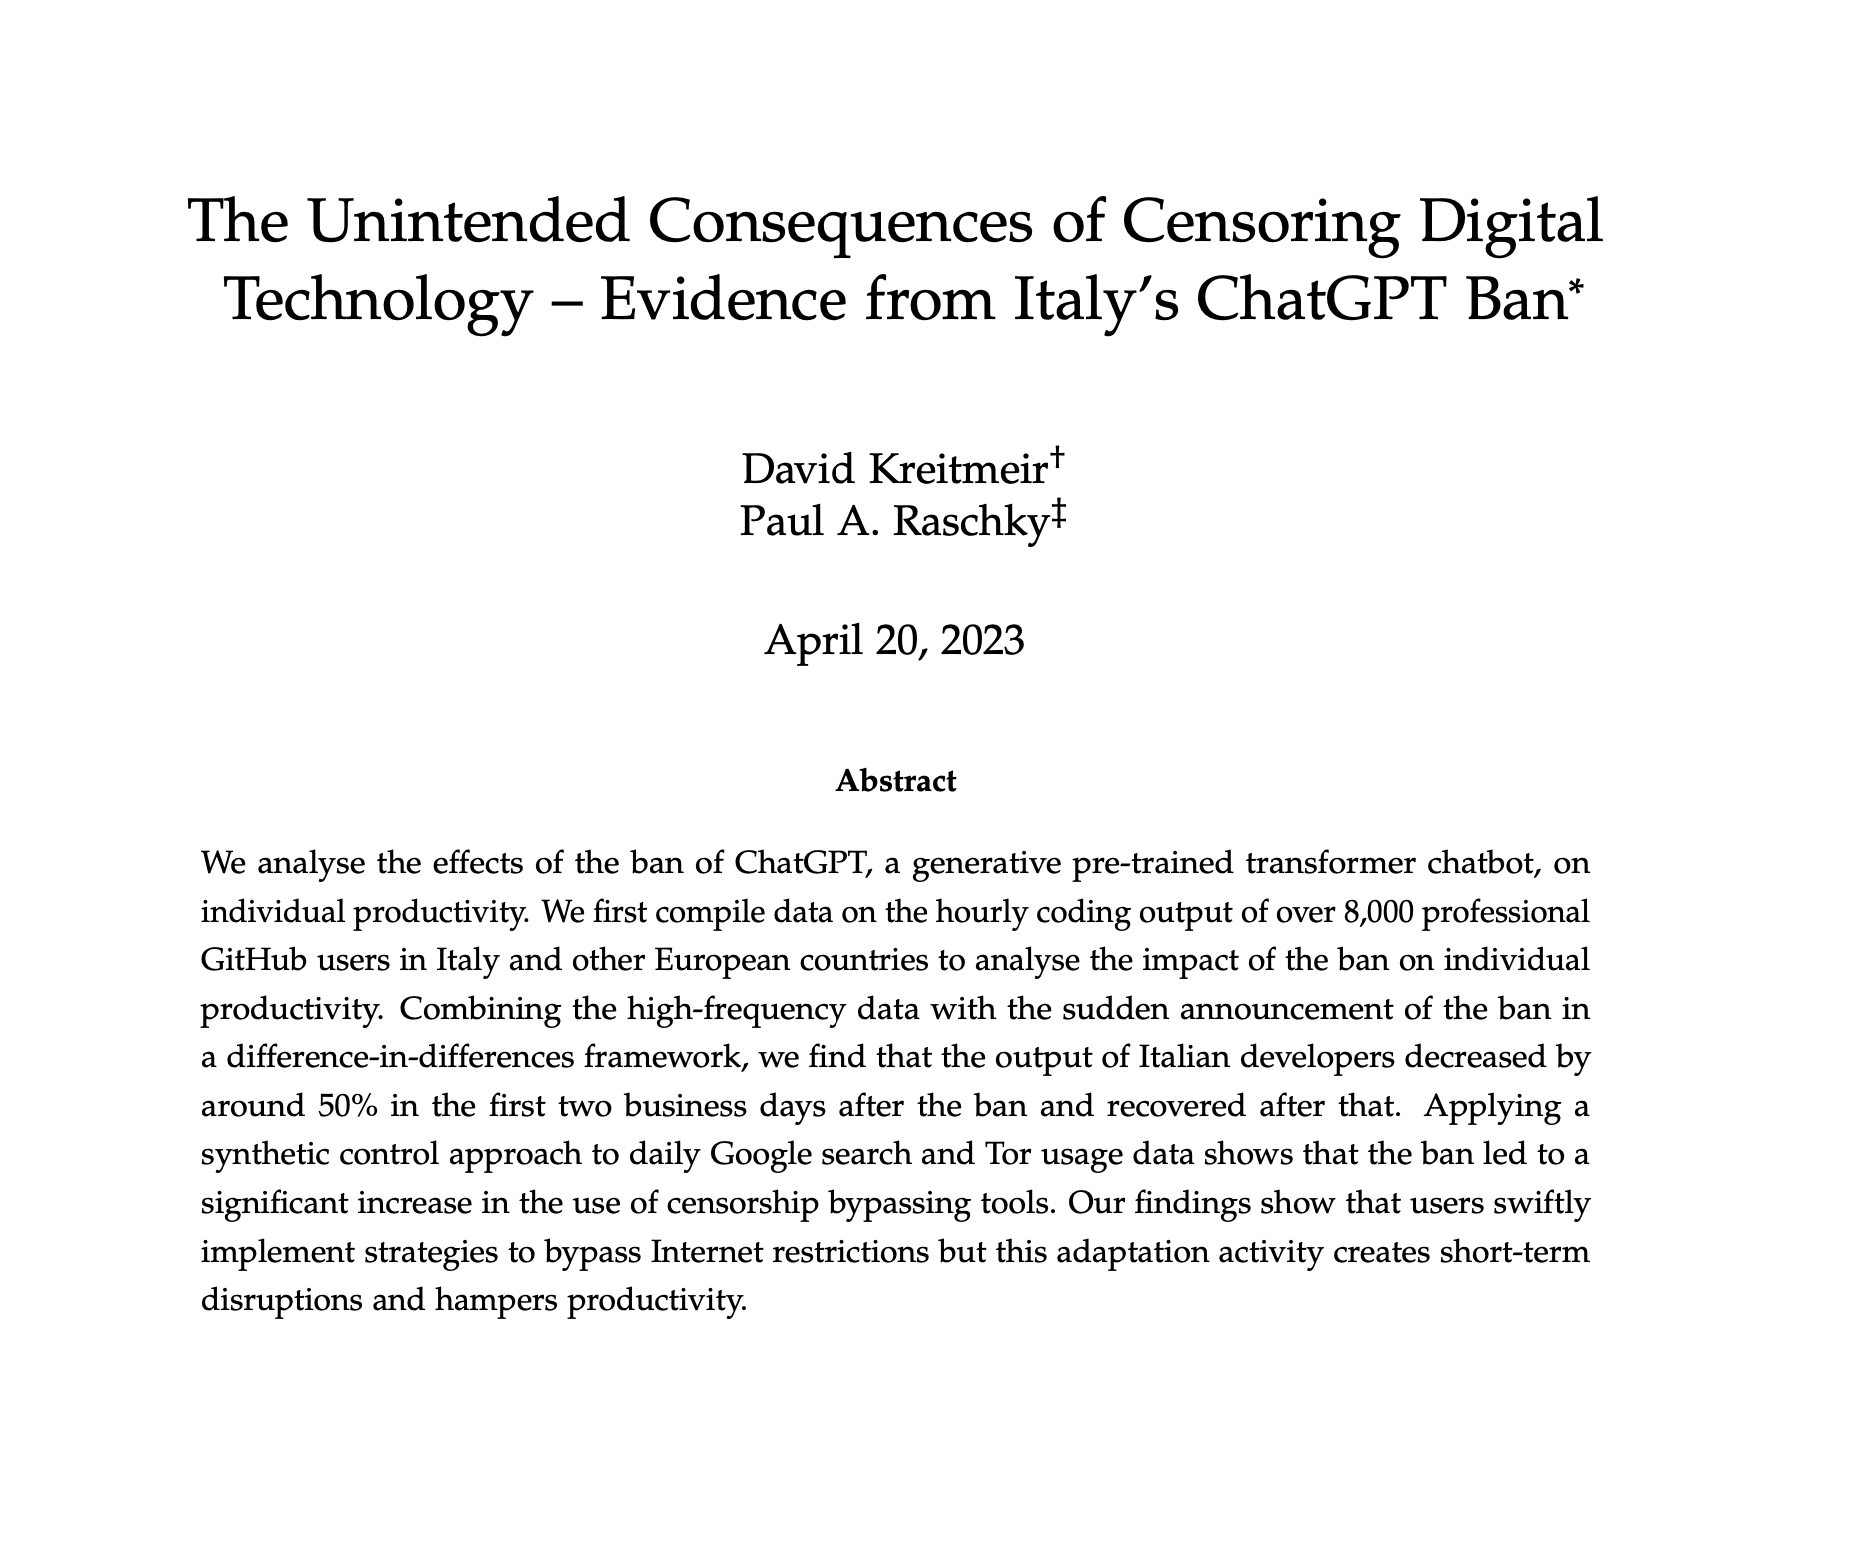 The Unintended Consequences of Censoring Digital
Technology – Evidence from Italy's ChatGPT Ban*
David Kreitmeir†
Paul A. Raschky‡
April 20, 2023
Abstract
We analyse the effects of the ban of ChatGPT, a generative pre-trained transformer chatbot, on
individual productivity. We first compile data on the hourly coding output of over 8,000 professional
GitHub users in Italy and other European countries to analyse the impact of the ban on individual
productivity. Combining the high-frequency data with the sudden announcement of the ban in
a difference-in-differences framework, we find that the output of Italian developers decreased by
around 50% in the first two business days after the ban and recovered after that. Applying a
synthetic control approach to daily Google search and Tor usage data shows that the ban led to a
significant increase in the use of censorship bypassing tools. Our findings show that users swiftly
implement strategies to bypass Internet restrictions but this adaptation activity creates short-term
disruptions and hampers productivity.